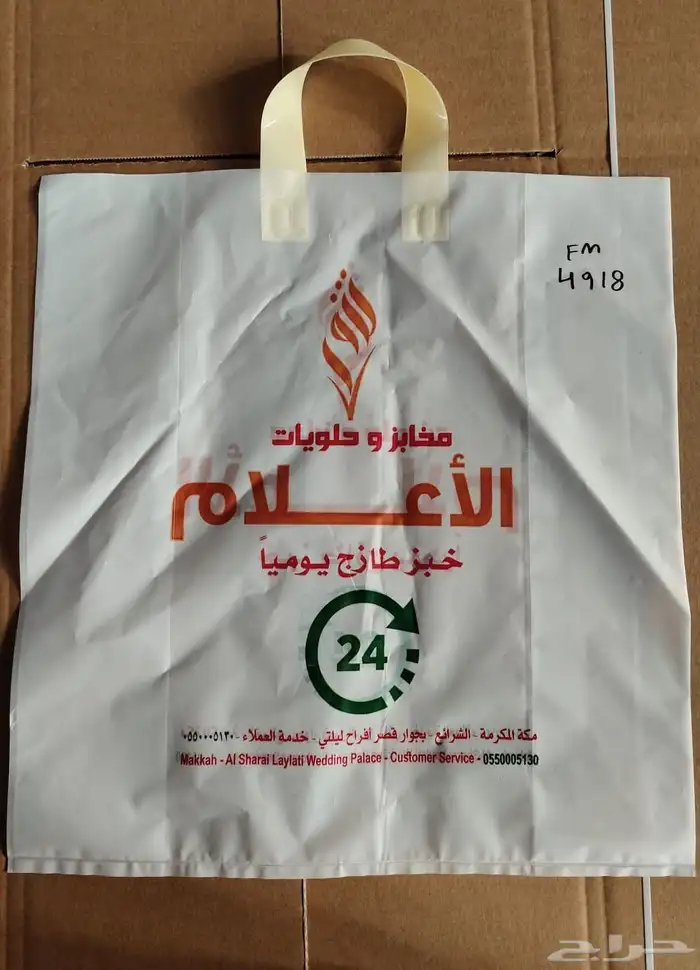 FM
4918
مخابز و حلويات
الأعلام
خبز طازج يومياً
24
مكة المكرمة - الشرائع - بجوار قصر أفراح ليلتي - خدمة العملاء - ٠٥٥٠٠٠٥١٣٠
Makkah - Al Sharai Laylati Wedding Palace - Customer Service - 0550005130
حراج